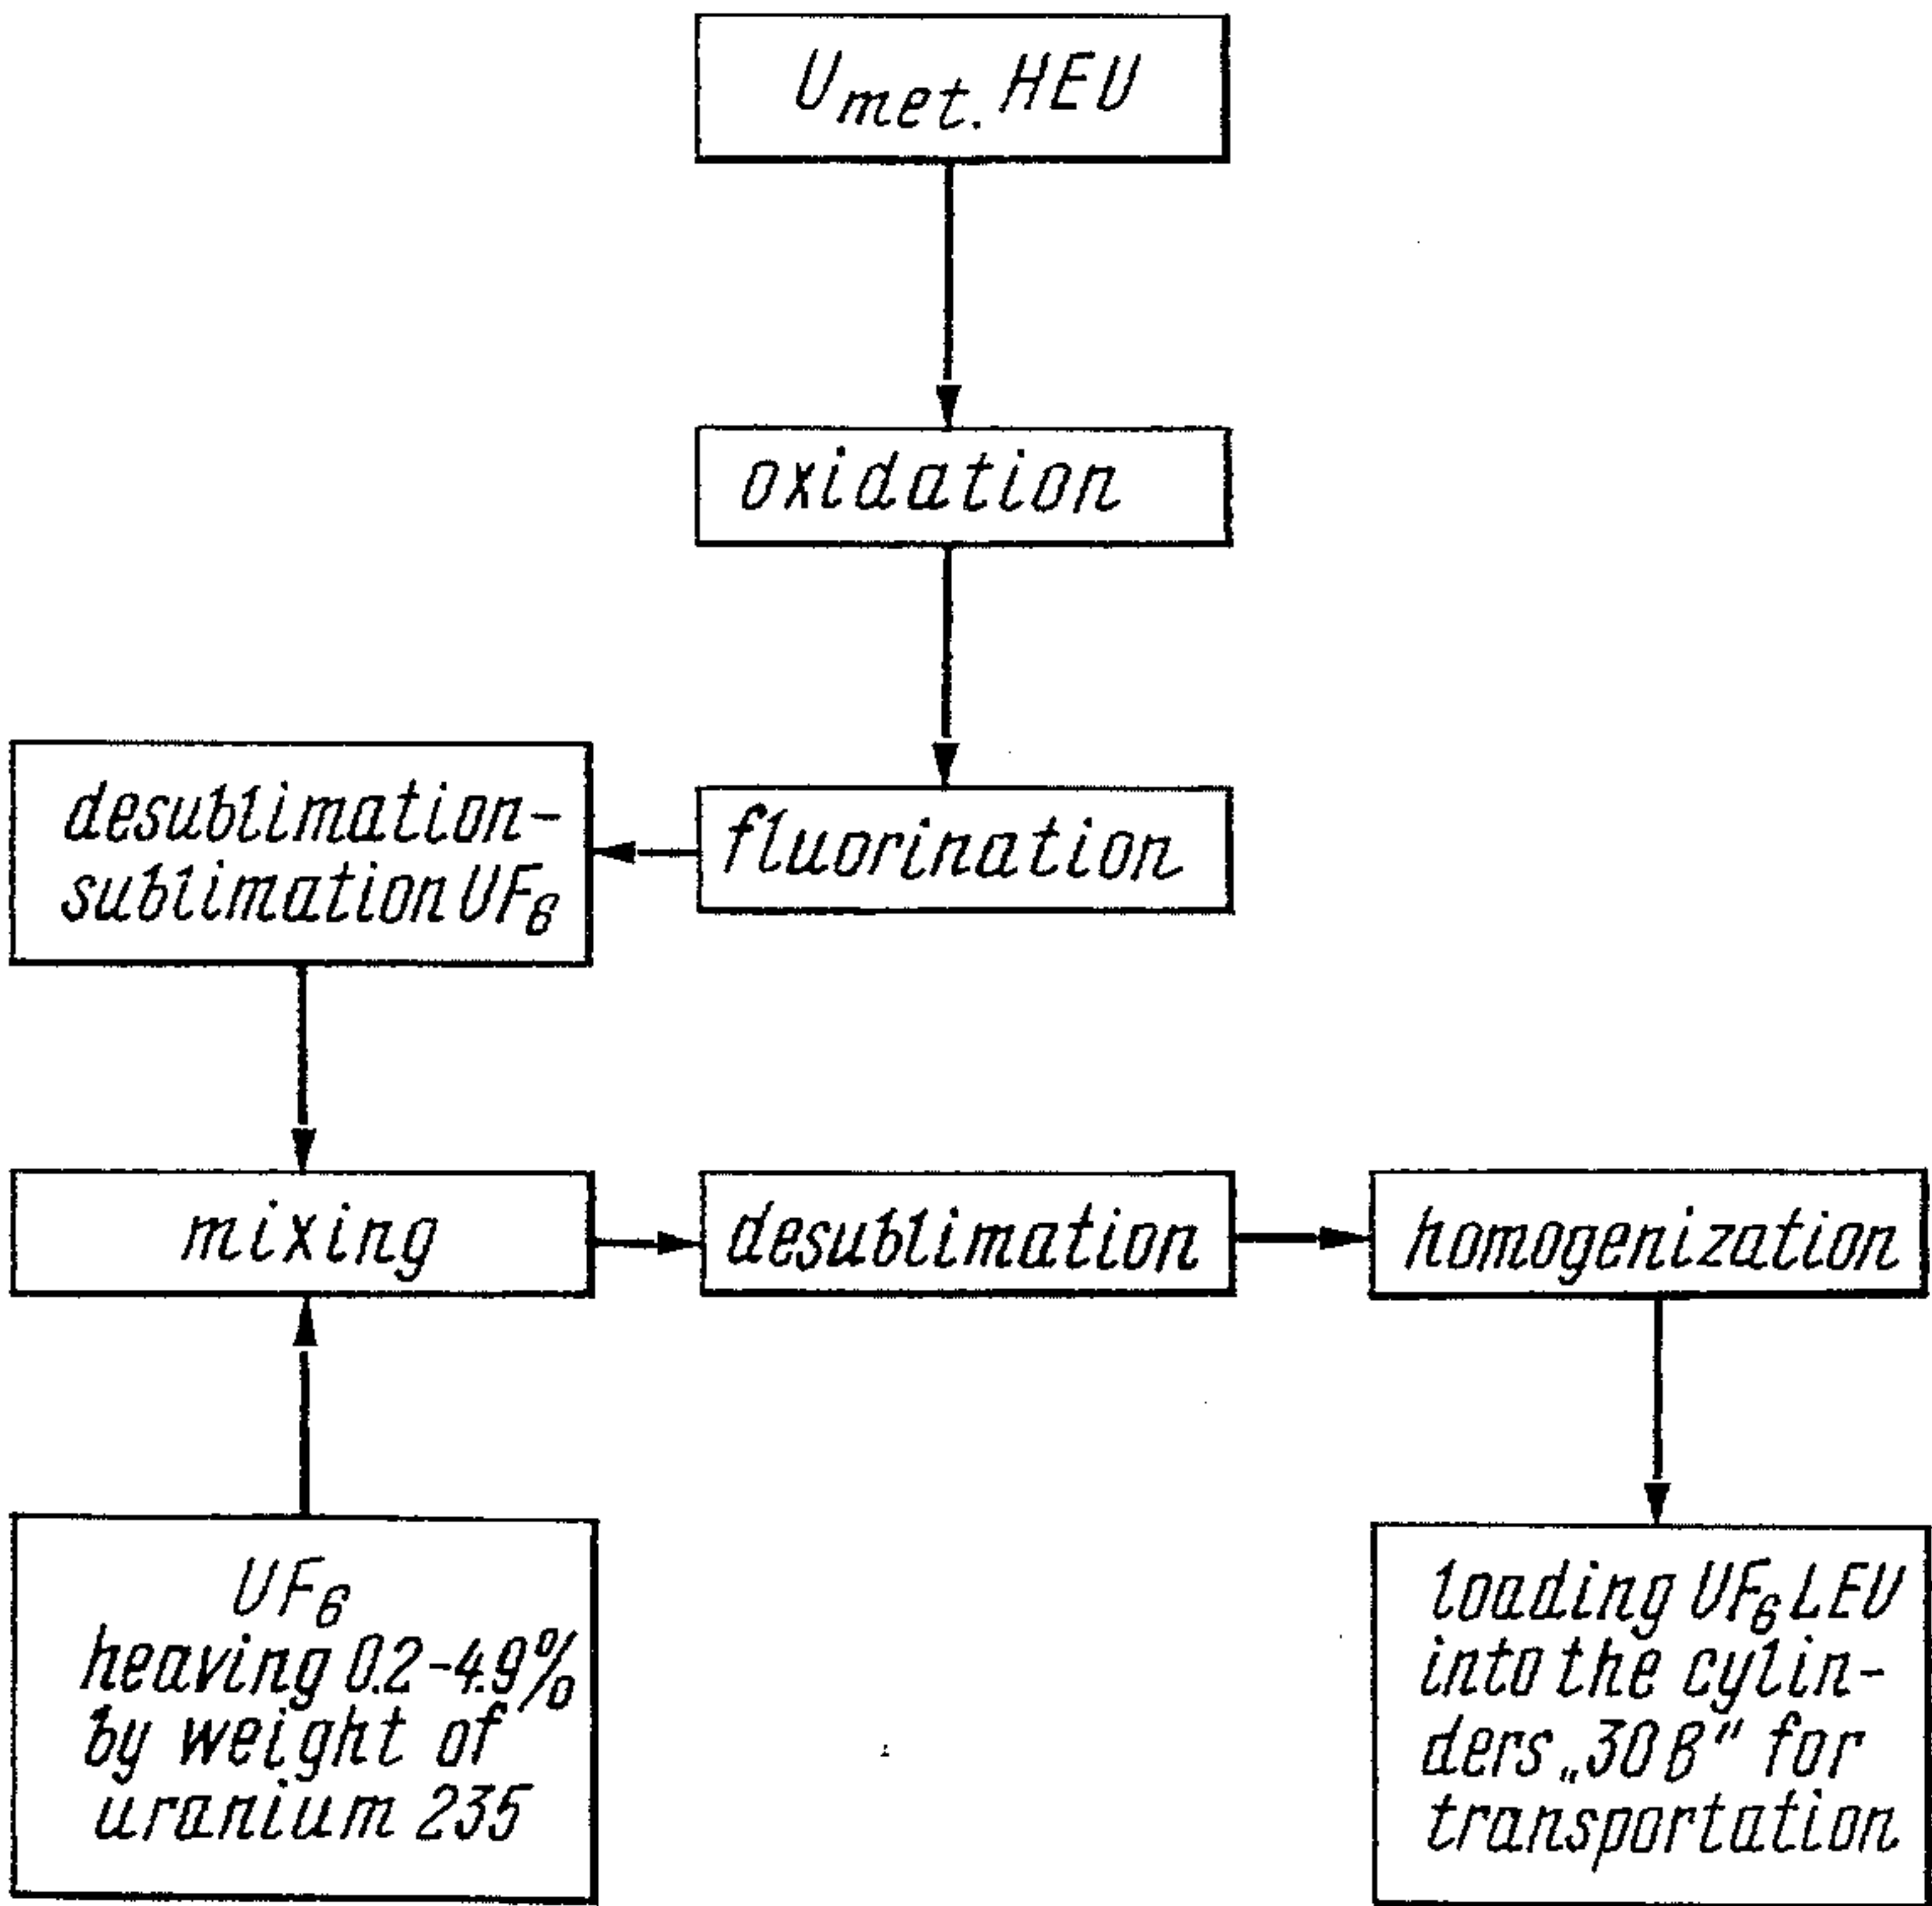 Umet. HEU
oxidation
fluorination
desublimation-
sublimation UF6
mixing
desublimation
homogenization
UF6
heaving 0.2-4.9%
by weight of
uranium 235
loading UF6 LEU
into the cylin-
ders „30B" for
transportation